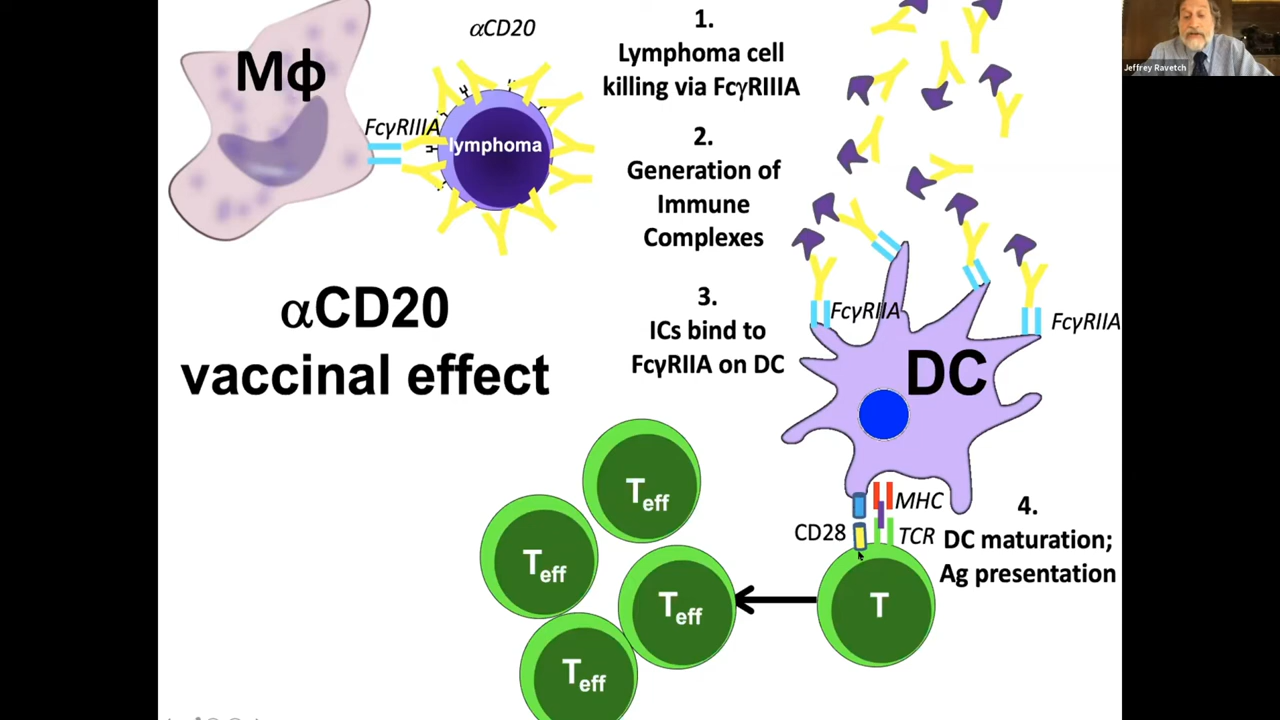 αCD20
Mϕ
FcγRIIIA
lymphoma
αCD20
vaccinal effect
1.
Lymphoma cell
killing via FcγRIIIA
2.
Generation of
Immune
Complexes
3.
ICs bind to
FcγRIIA on DC
FcγRIIA
FcγRIIA
DC
MHC
CD28
TCR
4.
DC maturation;
Ag presentation
T
Teff
Teff
Teff
Teff
Jeffrey Ravetch